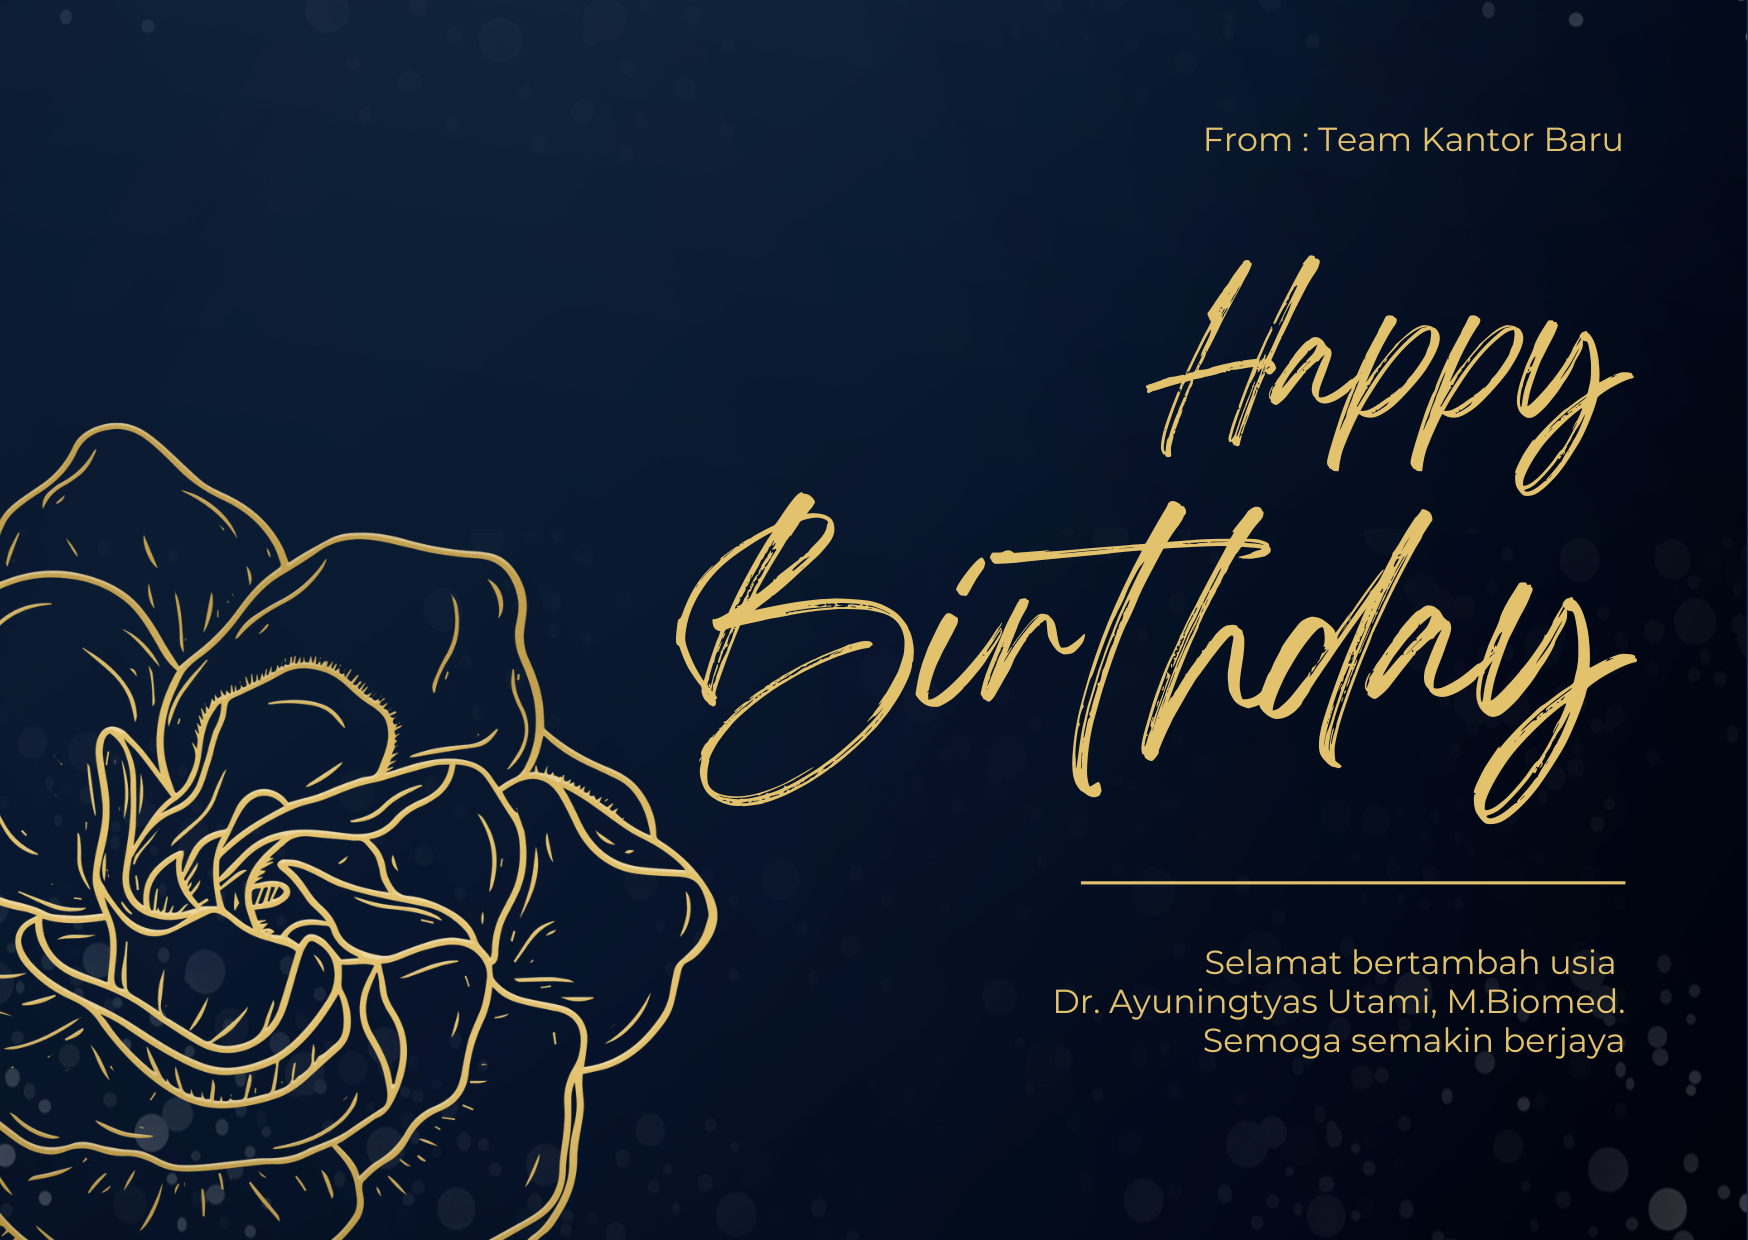 From : Team Kantor Baru
Happy
Birthday
Selamat bertambah usia
Dr. Ayuningtyas Utami, M.Biomed.
Semoga semakin berjaya